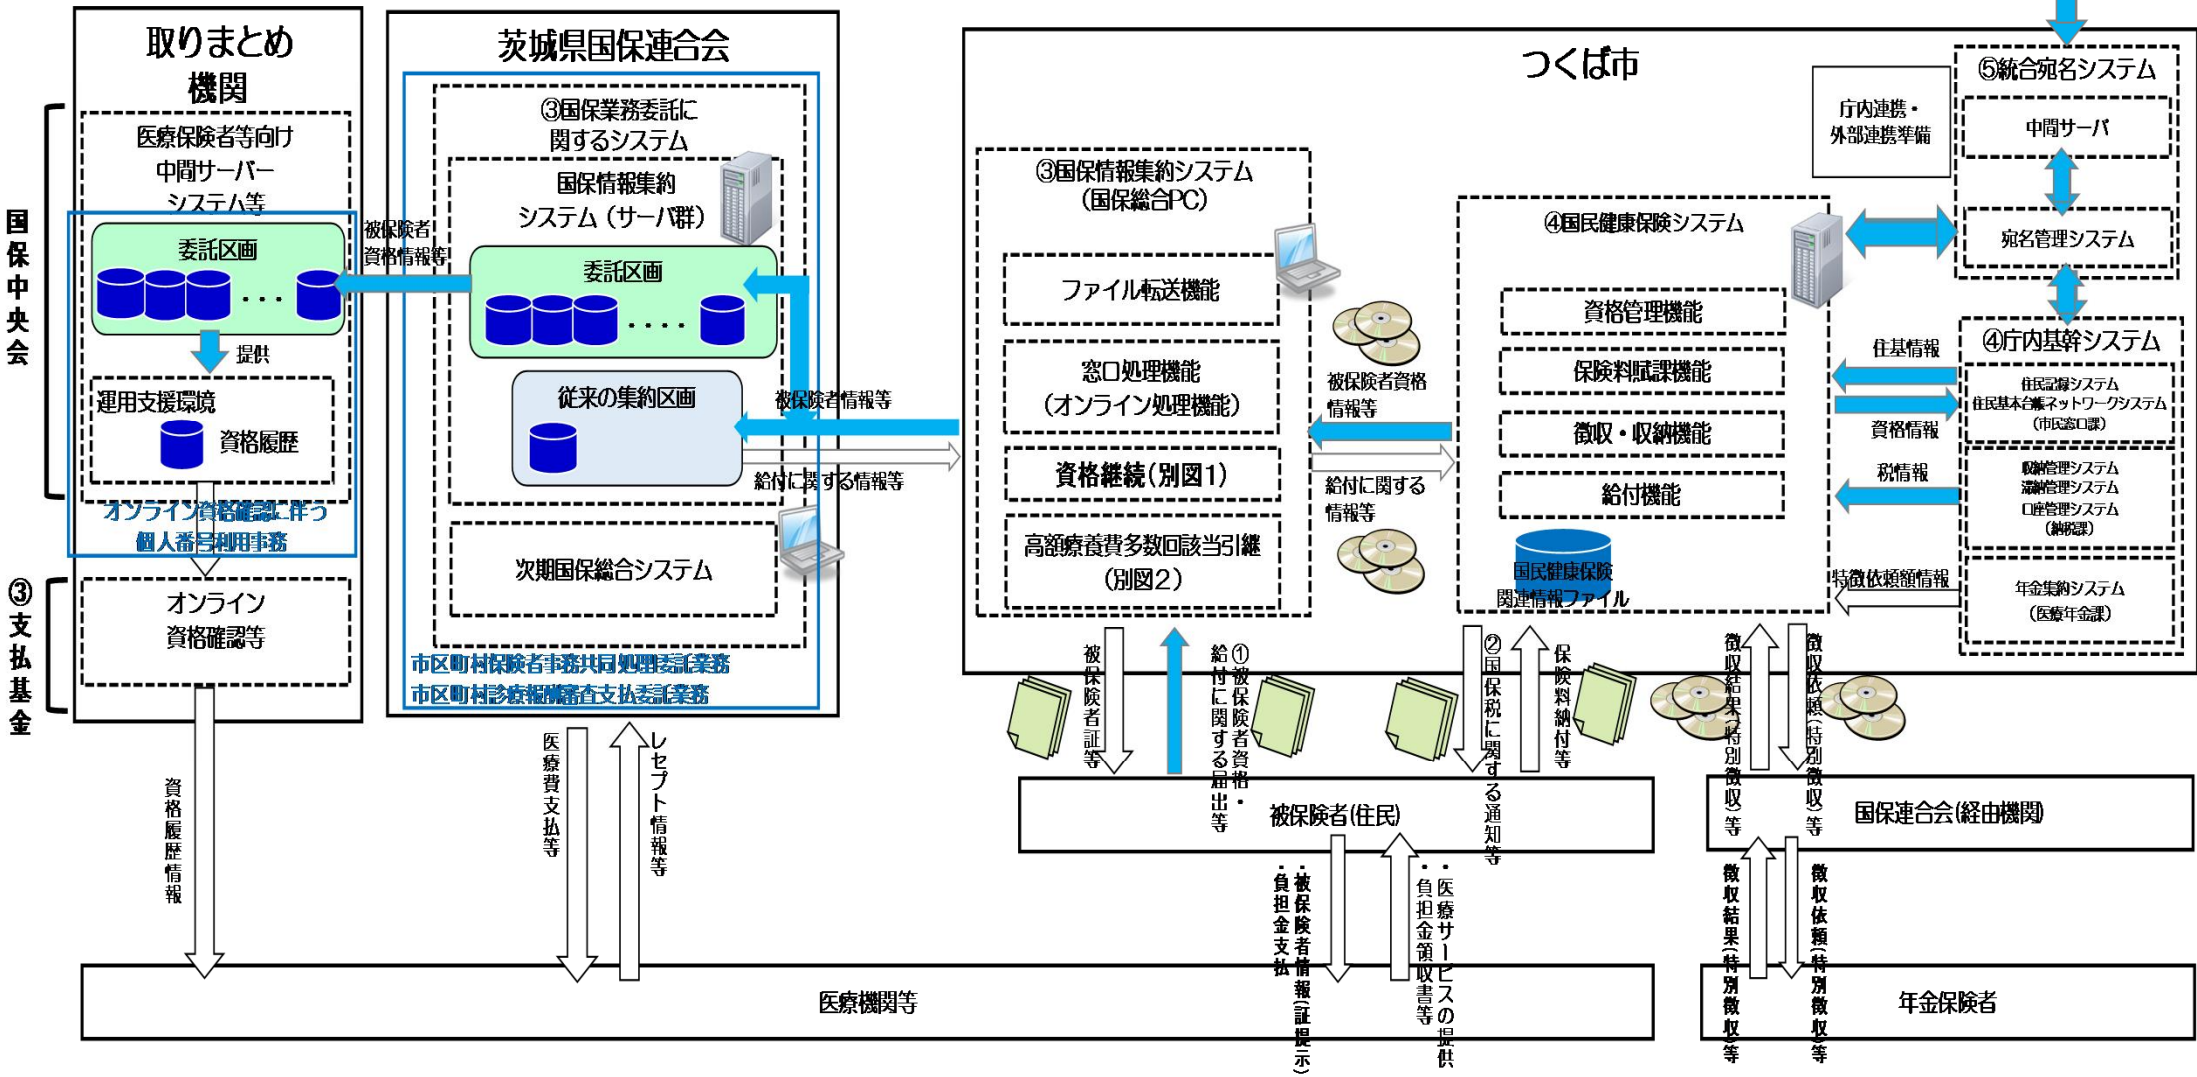 取りまとめ
機関
国保中央会
医療保険者等向け
中間サーバー
システム等
委託区画
・・・
提供
運用支援環境
資格履歴
オンライン資格確認に伴う
個人番号利用事務
③支払基金
オンライン
資格確認等
資格履歴情報
被保険者
資格情報等
茨城県国保連合会
③国保業務委託に
関するシステム
国保情報集約
システム（サーバ群）
委託区画
・・・・
従来の集約区画
被保険者情報等
給付に関する情報等
次期国保総合システム
市区町村保険者事務共同処理委託業務
市区町村診療報酬審査支払委託業務
医療費支払等
レセプト情報等
つくば市
③国保情報集約システム
（国保総合PC）
ファイル転送機能
窓口処理機能
（オンライン処理機能）
資格継続(別図1)
高額療養費多数回該当引継
（別図2）
被保険者資格
情報等
給付に関する
情報等
④国民健康保険システム
資格管理機能
保険料賦課機能
徴収・収納機能
給付機能
国民健康保険
関連情報ファイル
庁内連携・
外部連携準備
⑤統合宛名システム
中間サーバ
宛名管理システム
④庁内基幹システム
住民記録システム
住民基本台帳ネットワークシステム
（市民窓口課）
収納管理システム
滞納管理システム
口座管理システム
（納税課）
年金集約システム
（医療年金課）
住基情報
資格情報
税情報
特徴依頼額情報
被保険者証等
①被保険者資格・
給付に関する届出等
②国保税に関する通知等
保険料納付等
徴収結果(特別徴収)等
徴収依頼(特別徴収)等
被保険者(住民)
国保連合会(経由機関)
・被保険者情報(証提示)
・負担金支払
・医療サービスの提供
・負担金領収書等
徴収結果(特別徴収)等
徴収依頼(特別徴収)等
医療機関等
年金保険者